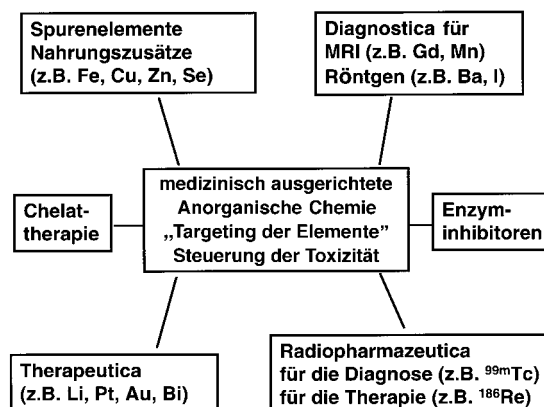 Spurenelemente
Nahrungszusätze
(z.B. Fe, Cu, Zn, Se)
Diagnostica für
MRI (z.B. Gd, Mn)
Röntgen (z.B. Ba, I)
Chelat-
therapie
medizinisch ausgerichtete
Anorganische Chemie
„Targeting der Elemente”
Steuerung der Toxizität
Enzym-
inhibitoren
Therapeutica
(z.B. Li, Pt, Au, Bi)
Radiopharmazeutica
für die Diagnose (z.B. ⁹⁹ᵐTc)
für die Therapie (z.B. ¹⁸⁶Re)